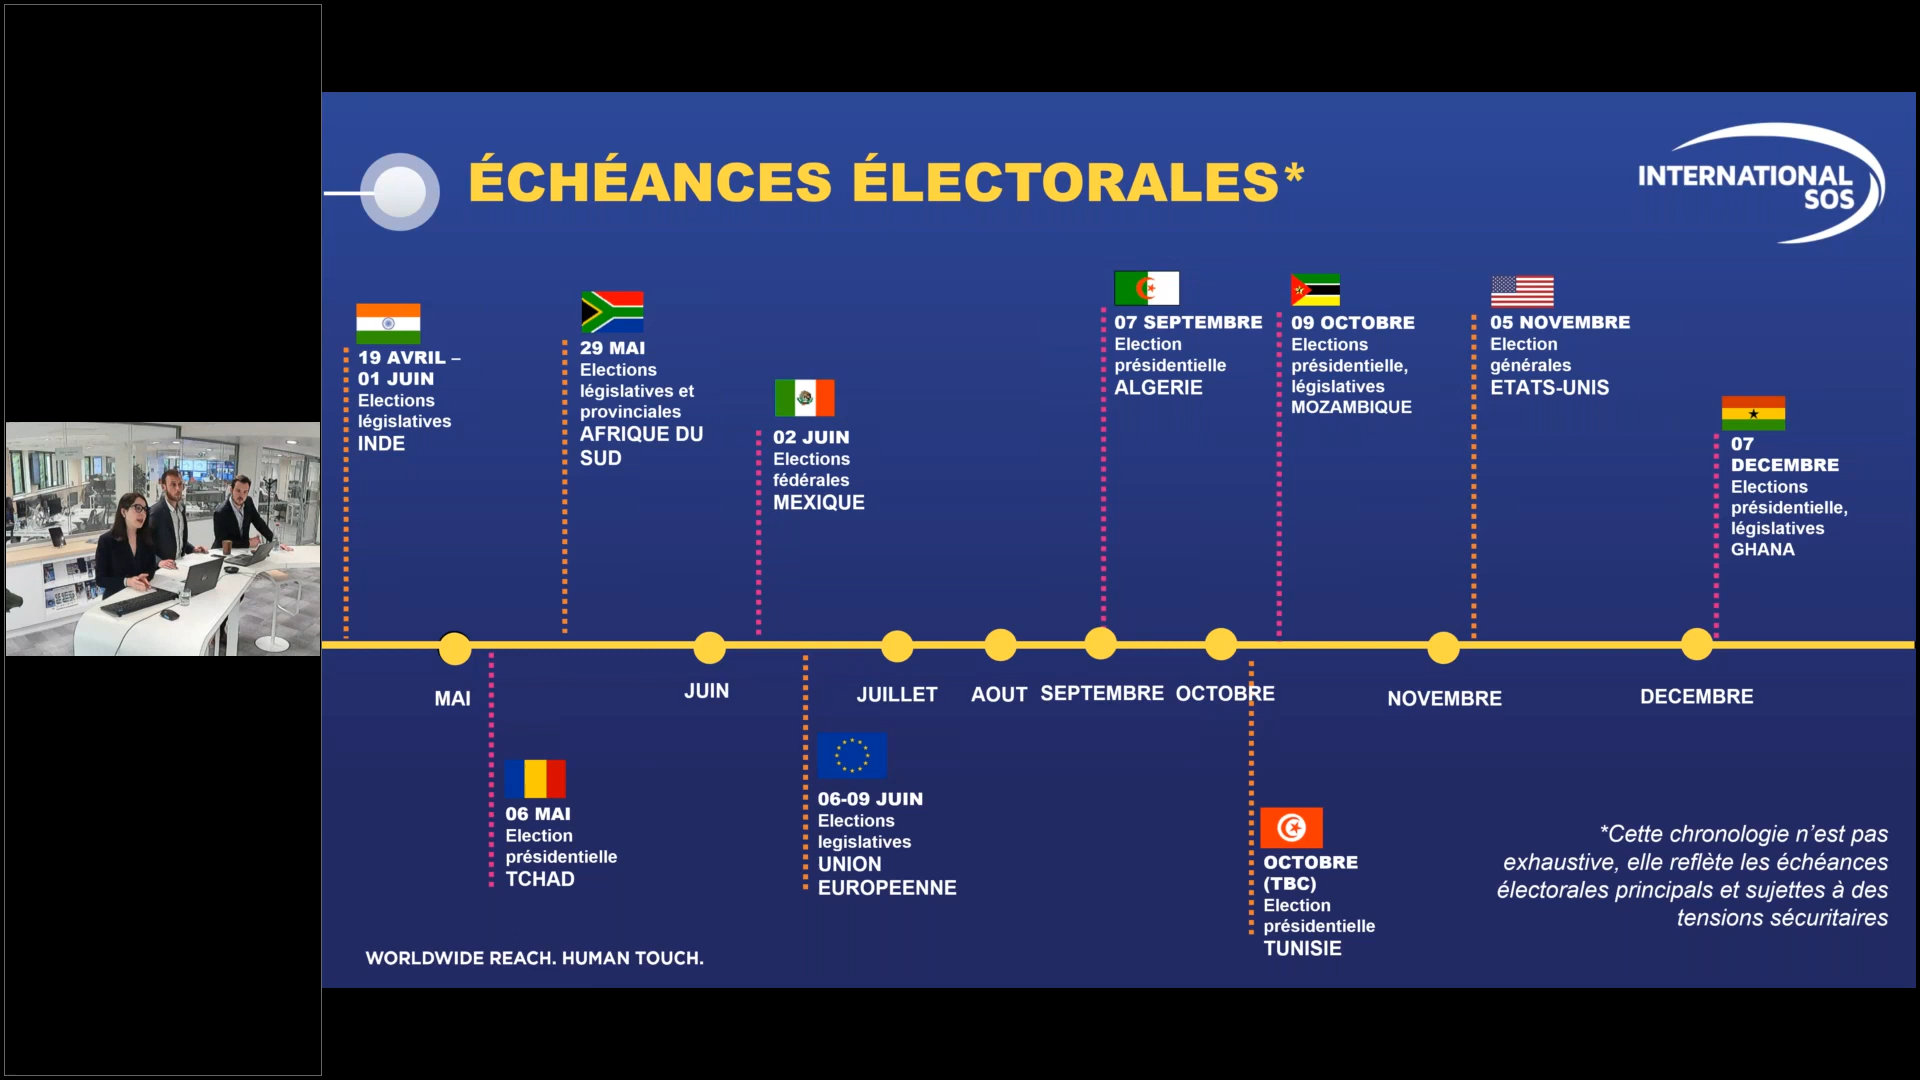 ÉCHÉANCES ÉLECTORALES*
INTERNATIONAL
SOS
19 AVRIL –
01 JUIN
Elections
législatives
INDE
29 MAI
Elections
législatives et
provinciales
AFRIQUE DU
SUD
02 JUIN
Elections
fédérales
MEXIQUE
07 SEPTEMBRE
Election
présidentielle
ALGERIE
09 OCTOBRE
Elections
présidentielle,
législatives
MOZAMBIQUE
05 NOVEMBRE
Election
générales
ETATS-UNIS
07
DECEMBRE
Elections
présidentielle,
législatives
GHANA
MAI
JUIN
JUILLET
AOUT
SEPTEMBRE
OCTOBRE
NOVEMBRE
DECEMBRE
06 MAI
Election
présidentielle
TCHAD
06-09 JUIN
Elections
legislatives
UNION
EUROPEENNE
OCTOBRE
(TBC)
Election
présidentielle
TUNISIE
*Cette chronologie n’est pas
exhaustive, elle reflète les échéances
électorales principals et sujettes à des
tensions sécuritaires
WORLDWIDE REACH. HUMAN TOUCH.